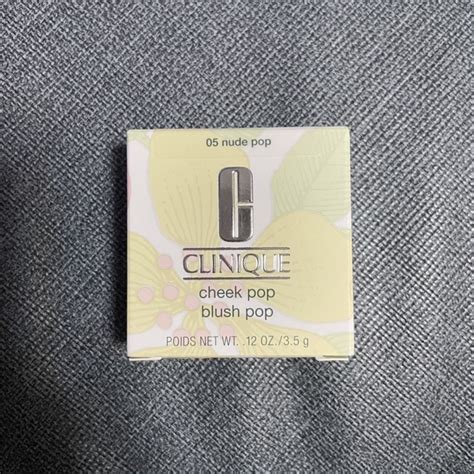 05 nude pop
CLINIQUE
cheek pop
blush pop
POIDS NET WT. .12 OZ./3.5 g